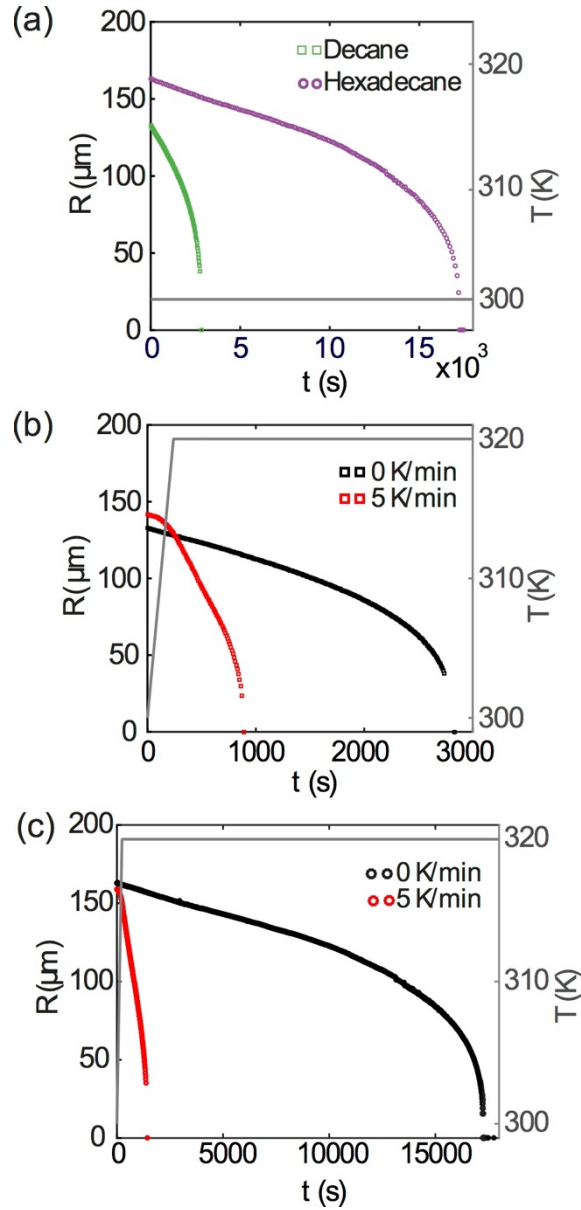 (a)
200
150
100
50
0
R (µm)
Decane
Hexadecane
320
310
300
T (K)
0 5 10 15
×10³
t (s)
(b)
200
150
100
50
0
R (µm)
0 K/min
5 K/min
320
310
300
T (K)
0 1000 2000 3000
t (s)
(c)
200
150
100
50
0
R (µm)
0 K/min
5 K/min
320
310
300
T (K)
0 5000 10000 15000
t (s)